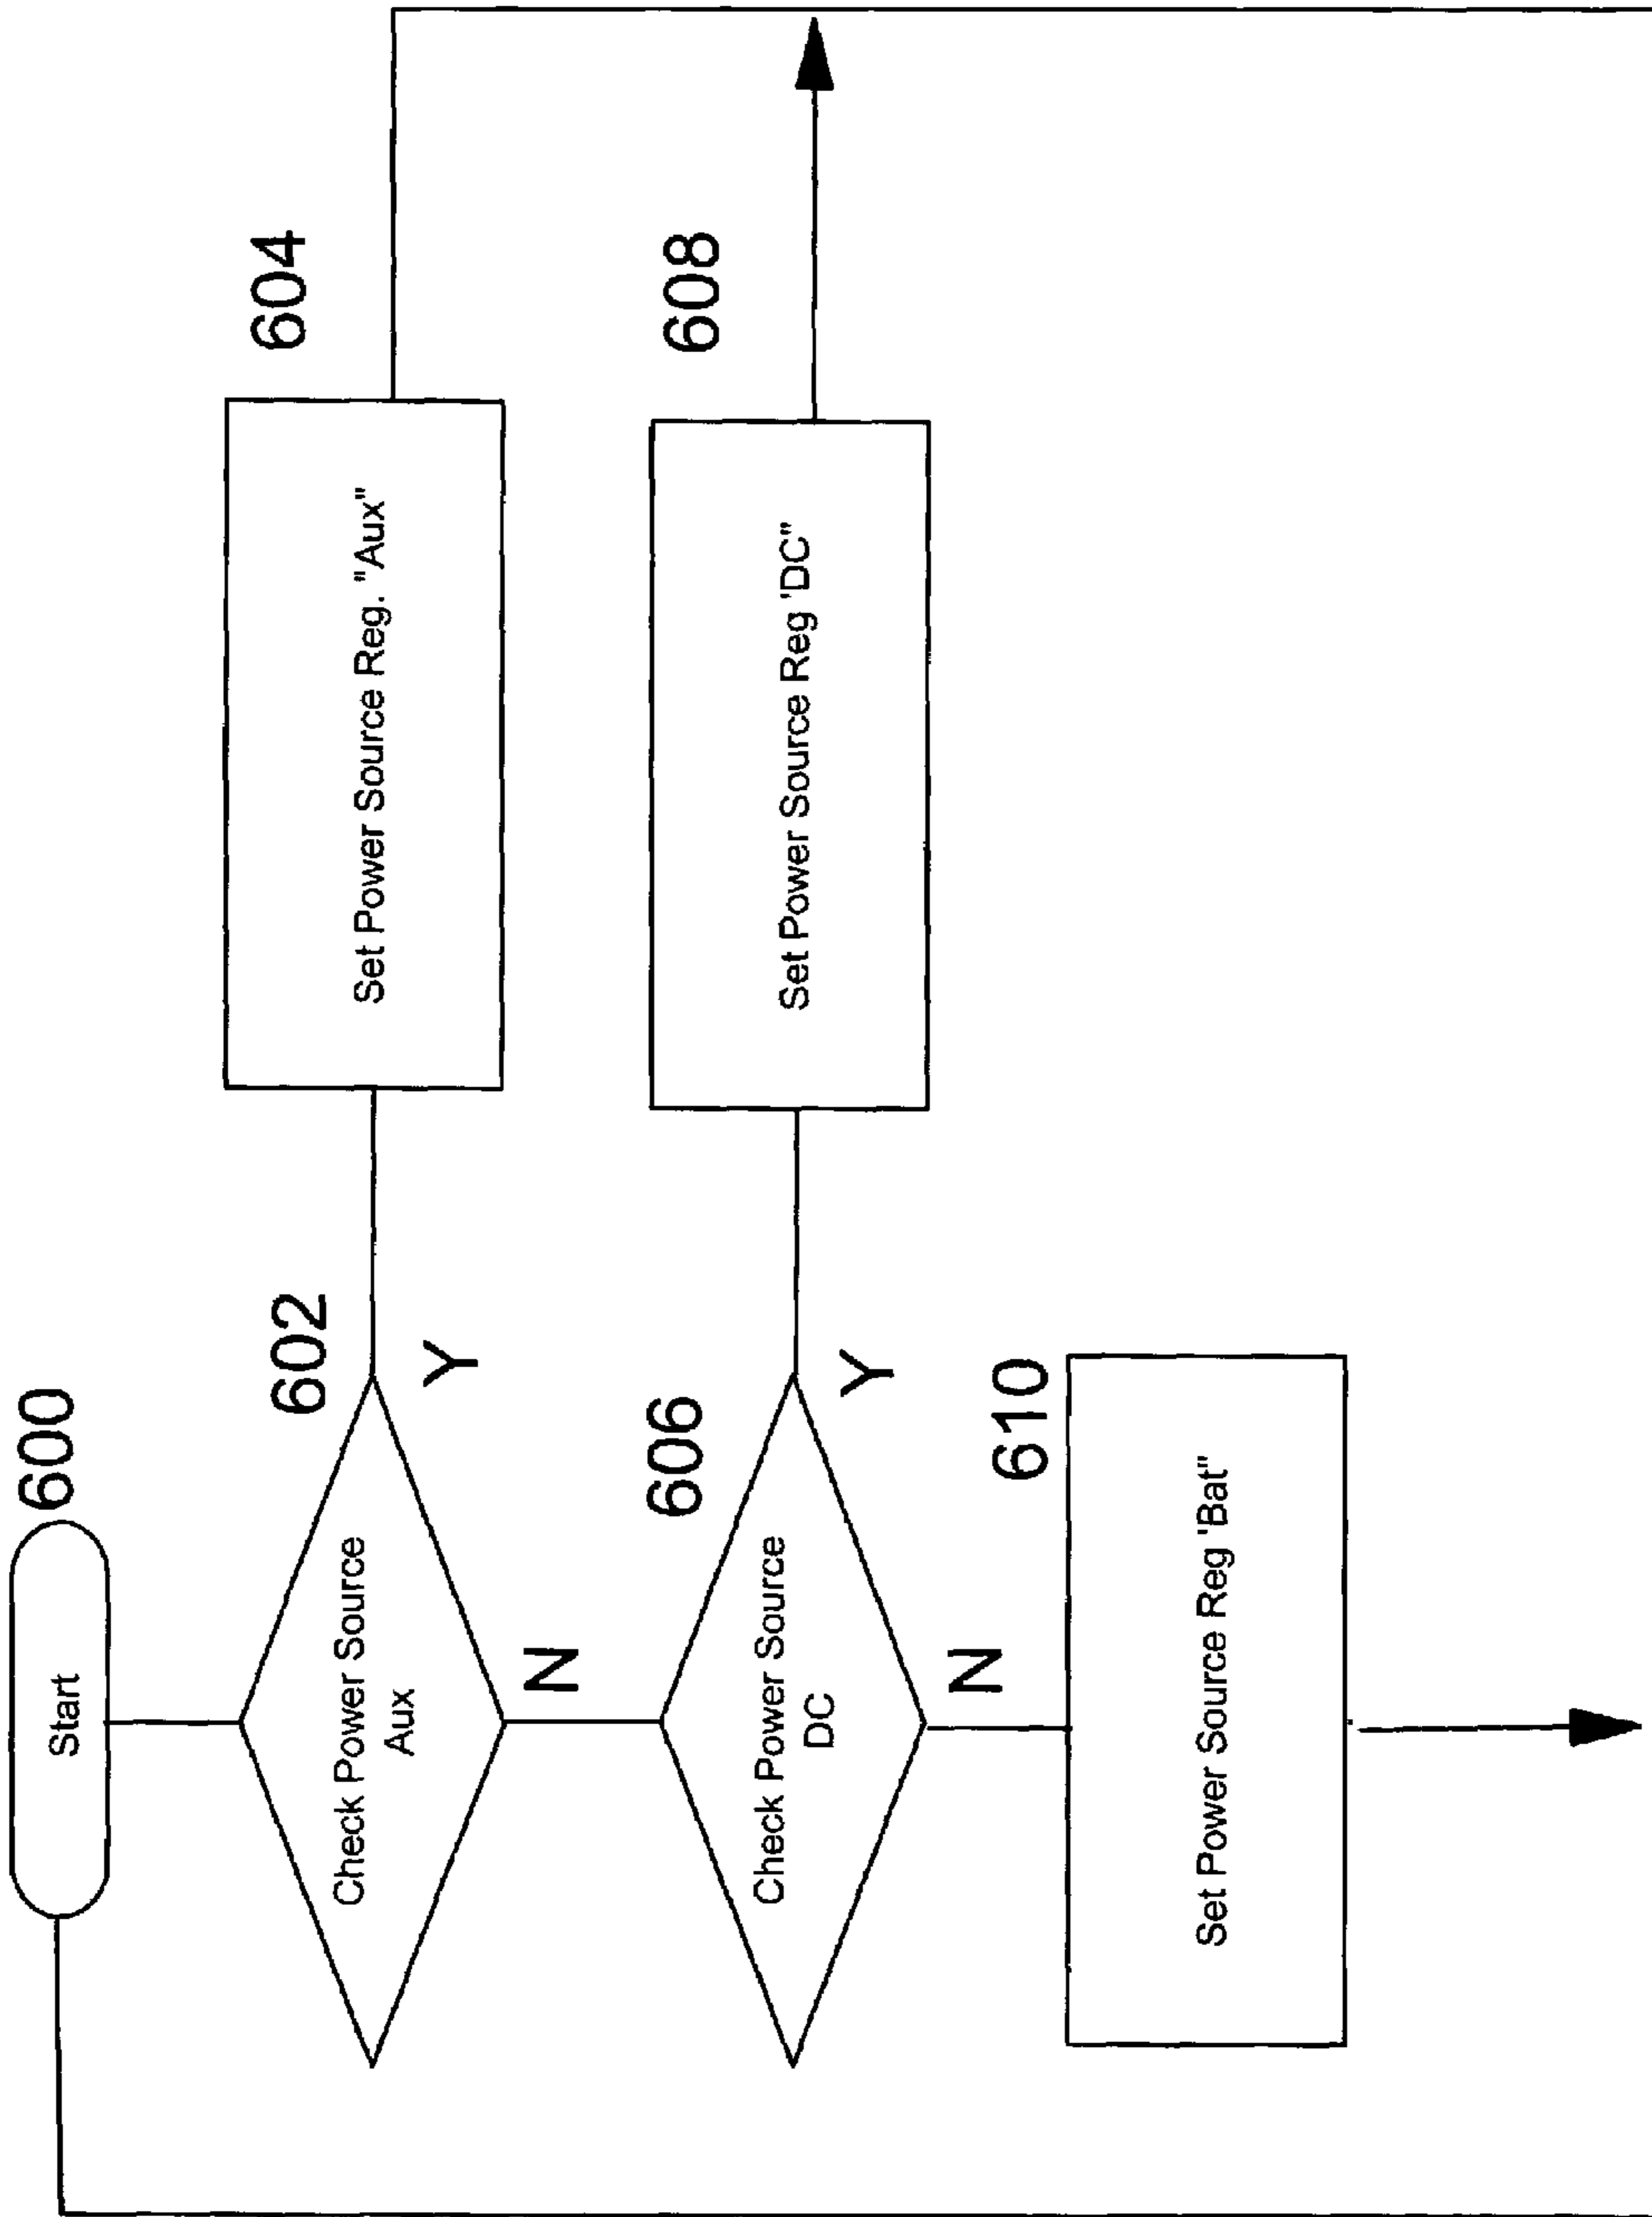 600
Start
602
Check Power Source
Aux
Y
N
604
Set Power Source Reg. "Aux"
606
Check Power Source
DC
Y
N
608
Set Power Source Reg 'DC"
610
Set Power Source Reg 'Bat"